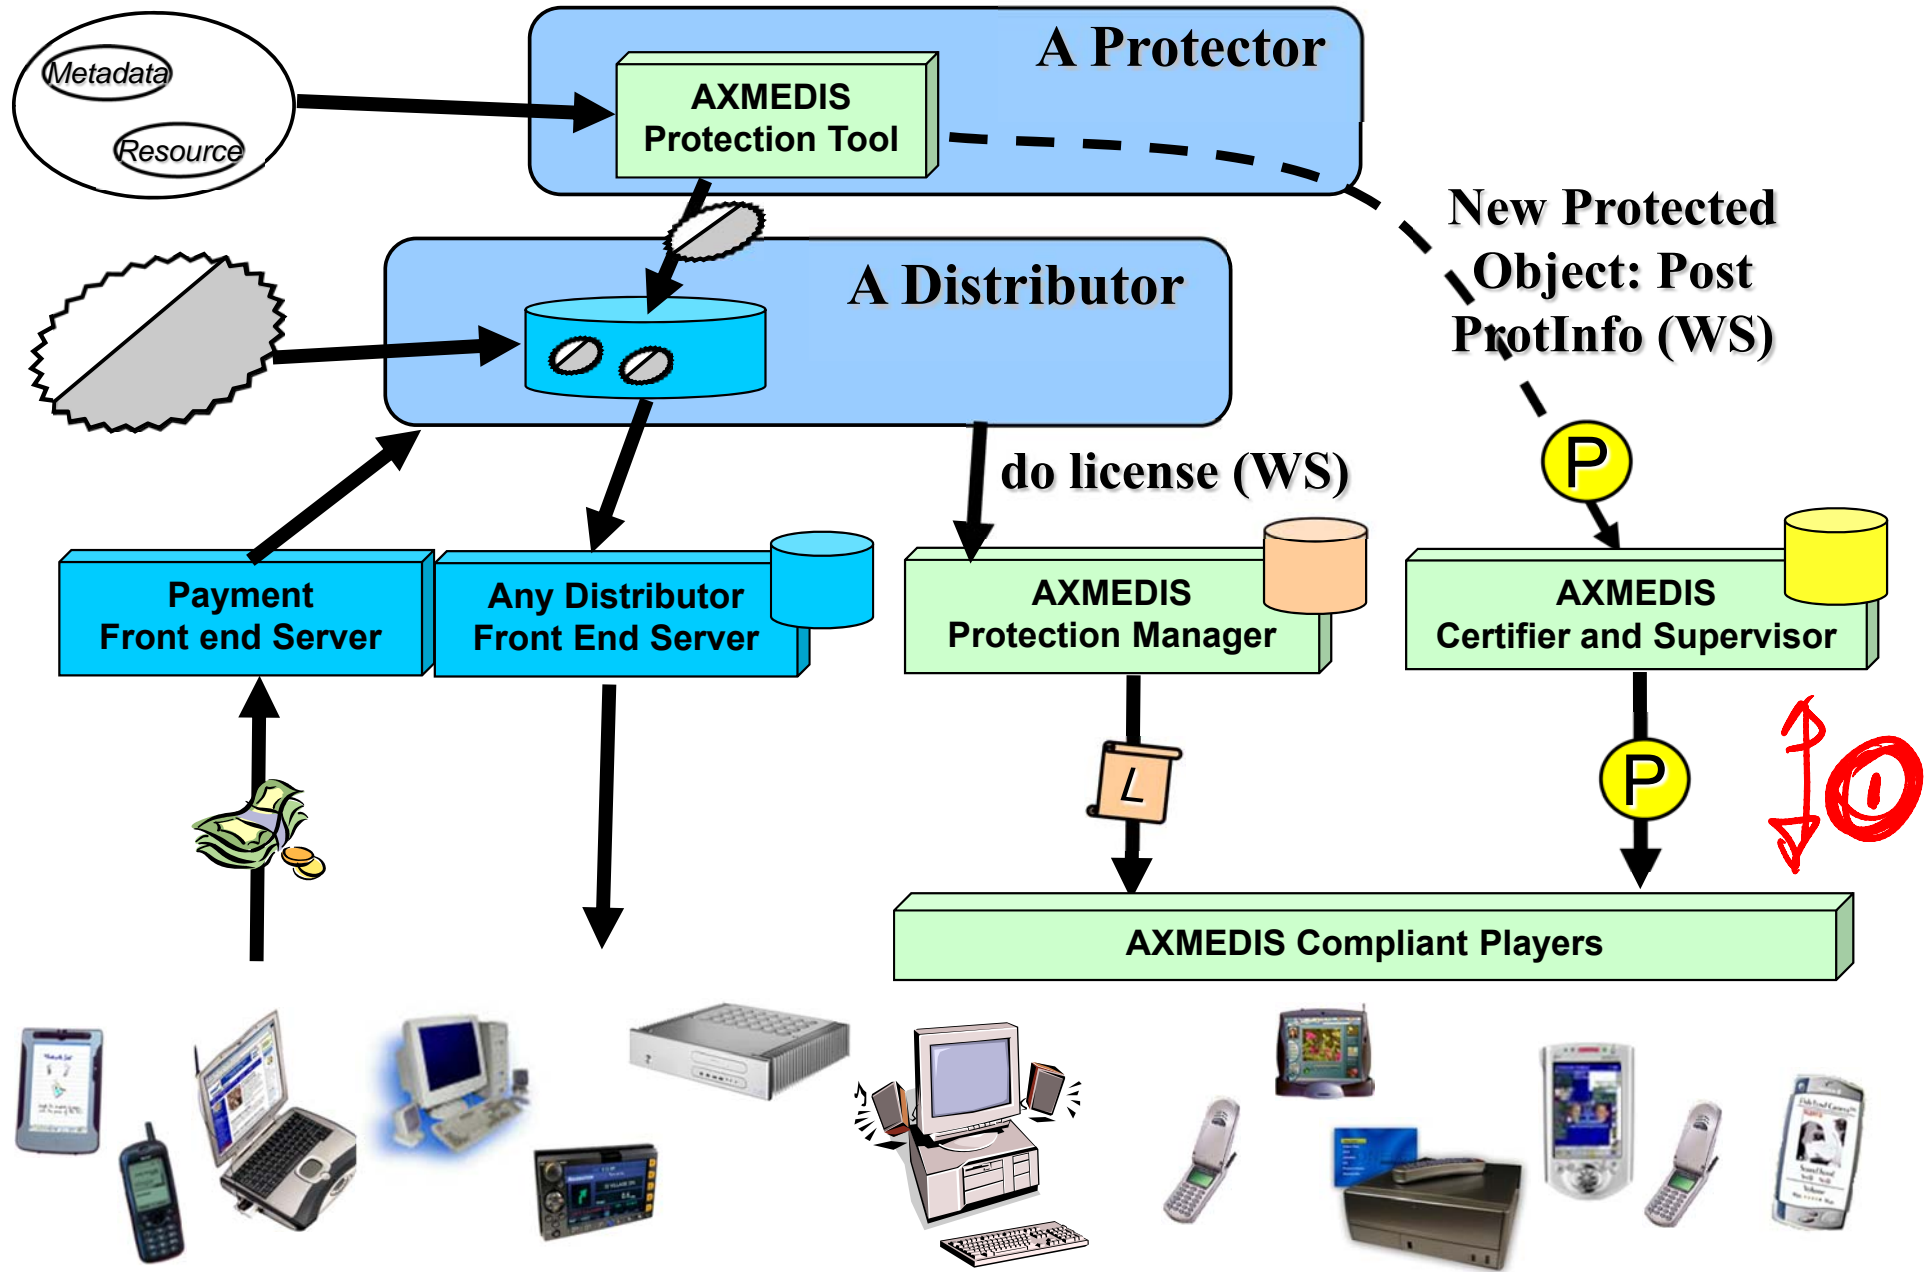 A Protector
Metadata
Resource
AXMEDIS
Protection Tool
New Protected
Object: Post
ProtInfo (WS)
A Distributor
do license (WS)
P
Payment
Front end Server
Any Distributor
Front End Server
AXMEDIS
Protection Manager
AXMEDIS
Certifier and Supervisor
L
P
1
AXMEDIS Compliant Players